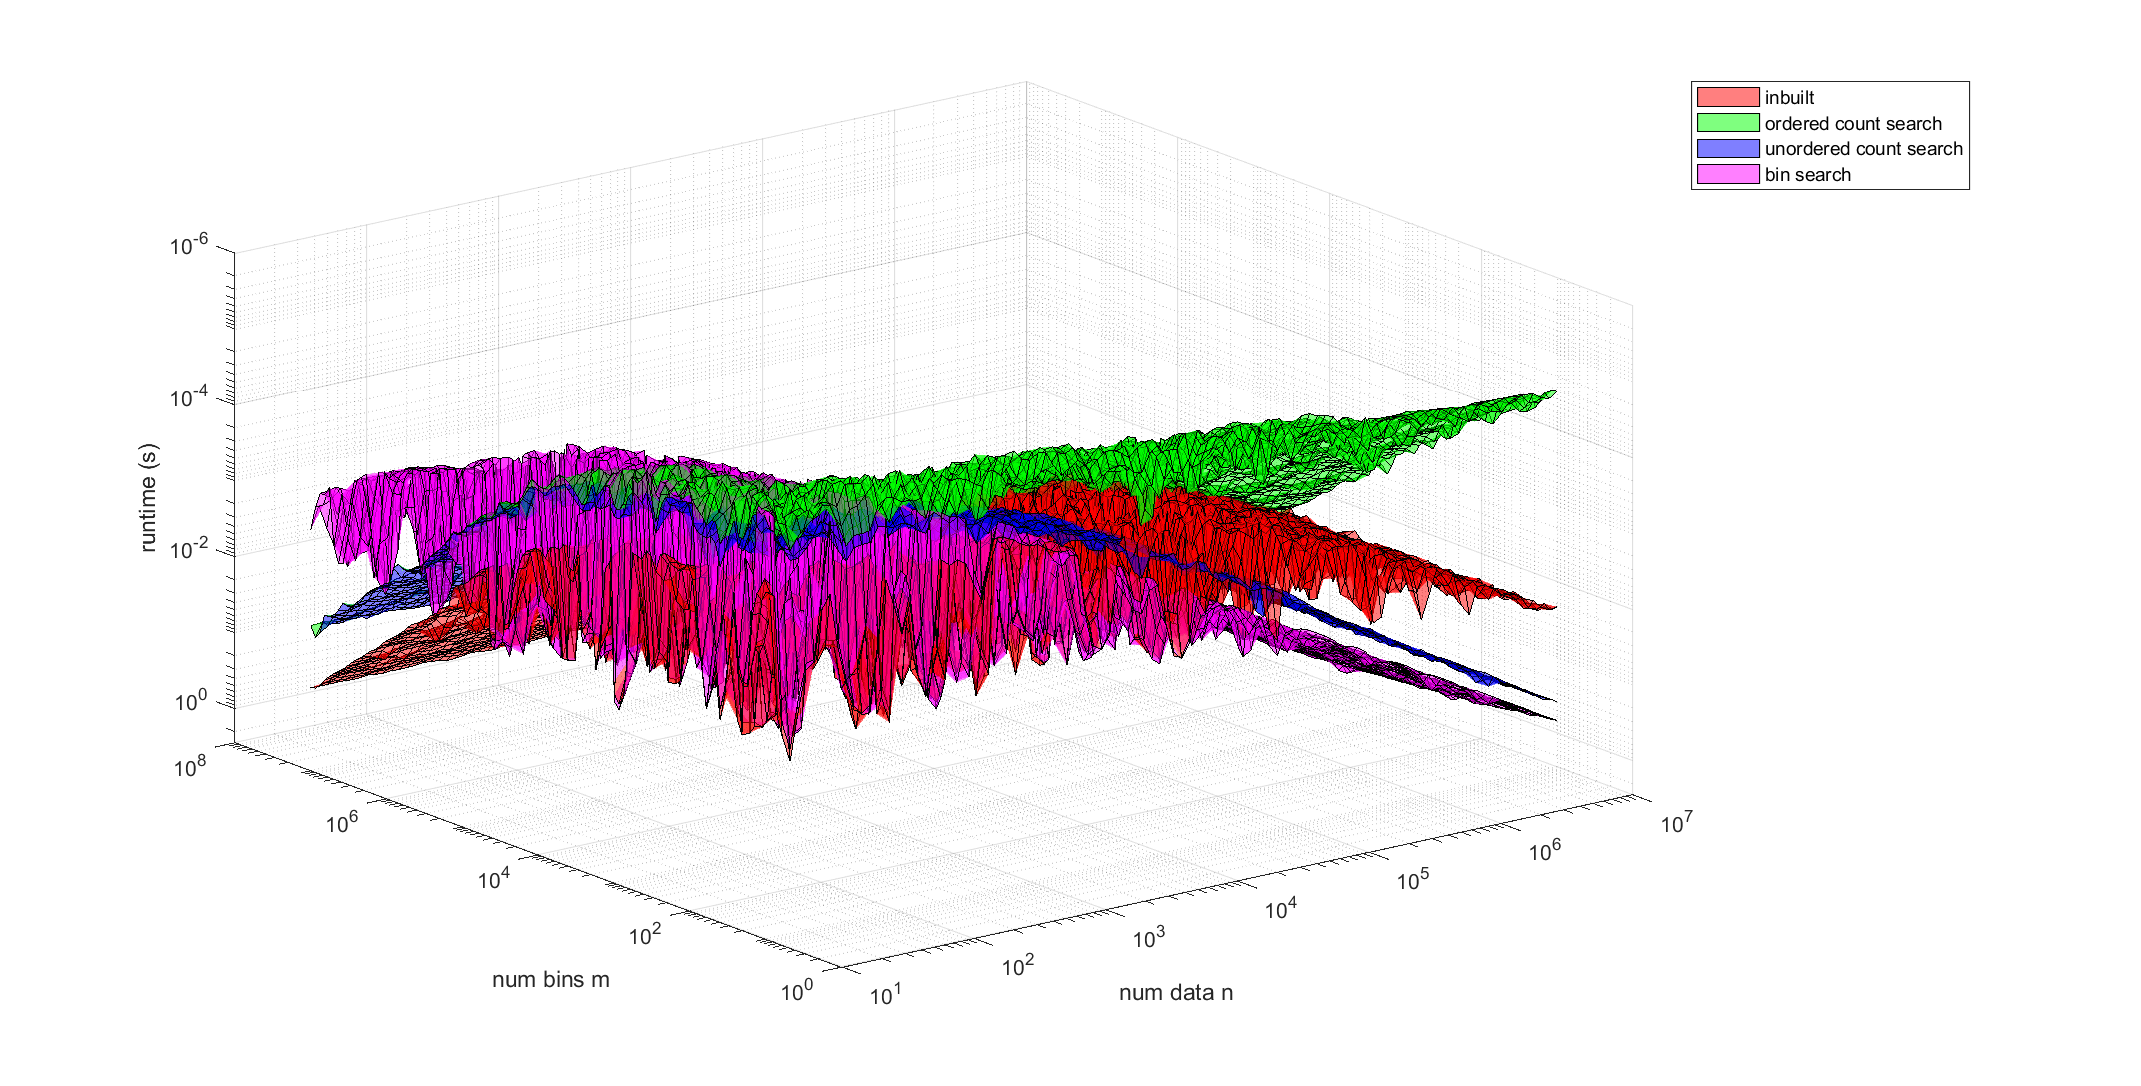 inbuilt
ordered count search
unordered count search
bin search
10^-6
10^-4
10^-2
10^0
runtime (s)
10^8
10^6
10^4
10^2
10^0
num bins m
10^1
10^2
10^3
10^4
10^5
10^6
10^7
num data n